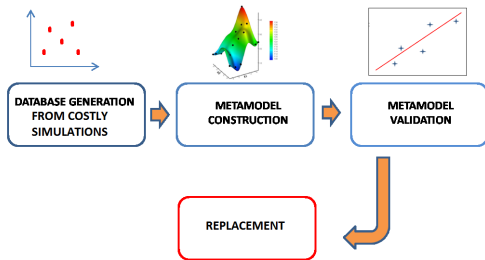 DATABASE GENERATION
FROM COSTLY
SIMULATIONS
METAMODEL
CONSTRUCTION
METAMODEL
VALIDATION
REPLACEMENT